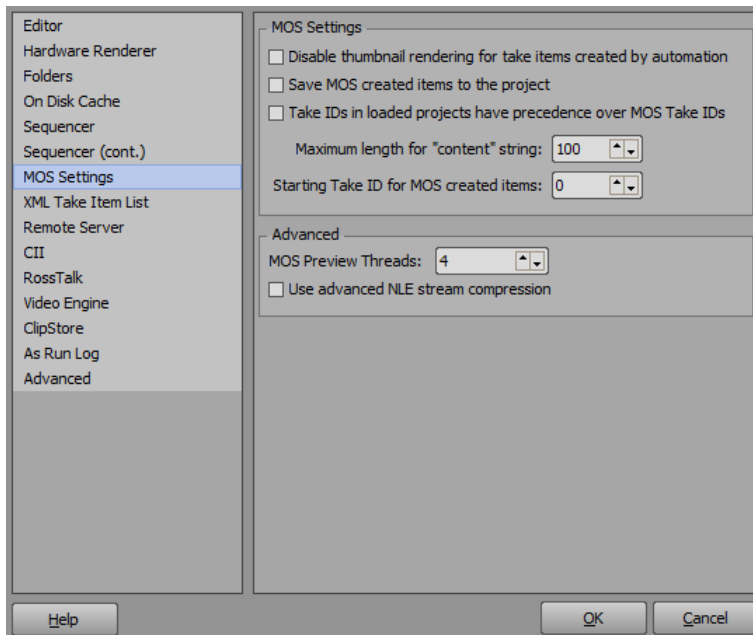 Editor
Hardware Renderer
Folders
On Disk Cache
Sequencer
Sequencer (cont.)
MOS Settings
XML Take Item List
Remote Server
CII
RossTalk
Video Engine
ClipStore
As Run Log
Advanced
MOS Settings
Disable thumbnail rendering for take items created by automation
Save MOS created items to the project
Take IDs in loaded projects have precedence over MOS Take IDs
Maximum length for "content" string: 100
Starting Take ID for MOS created items: 0
Advanced
MOS Preview Threads: 4
Use advanced NLE stream compression
Help
OK
Cancel